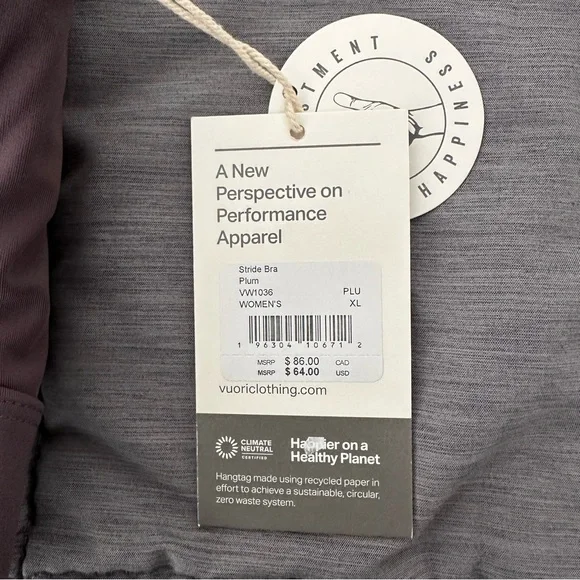 STMENT
HAPPINESS
A New
Perspective on
Performance
Apparel
Stride Bra
Plum
VW1036 PLU
WOMEN'S XL
1 96304 10671 2
MSRP $ 86.00 CAD
MSRP $ 64.00 USD
vuoriclothing.com
CLIMATE
NEUTRAL
CERTIFIED
Happier on a
Healthy Planet
Hangtag made using recycled paper in
effort to achieve a sustainable, circular,
zero waste system.